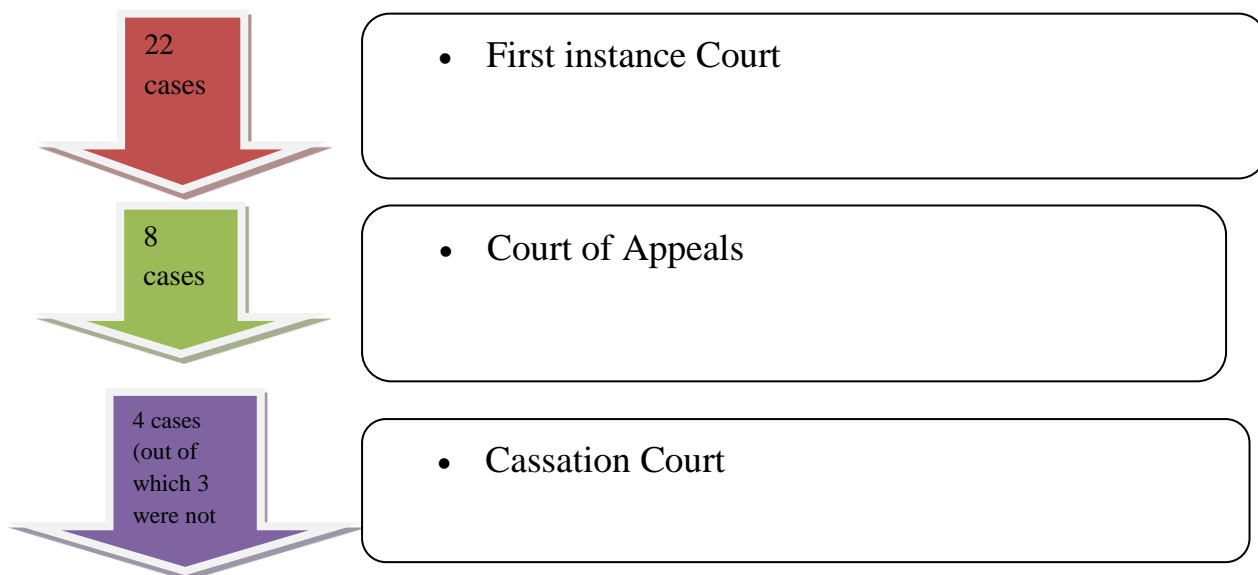 22
cases
• First instance Court
8
cases
• Court of Appeals
4 cases
(out of
which 3
were not
• Cassation Court